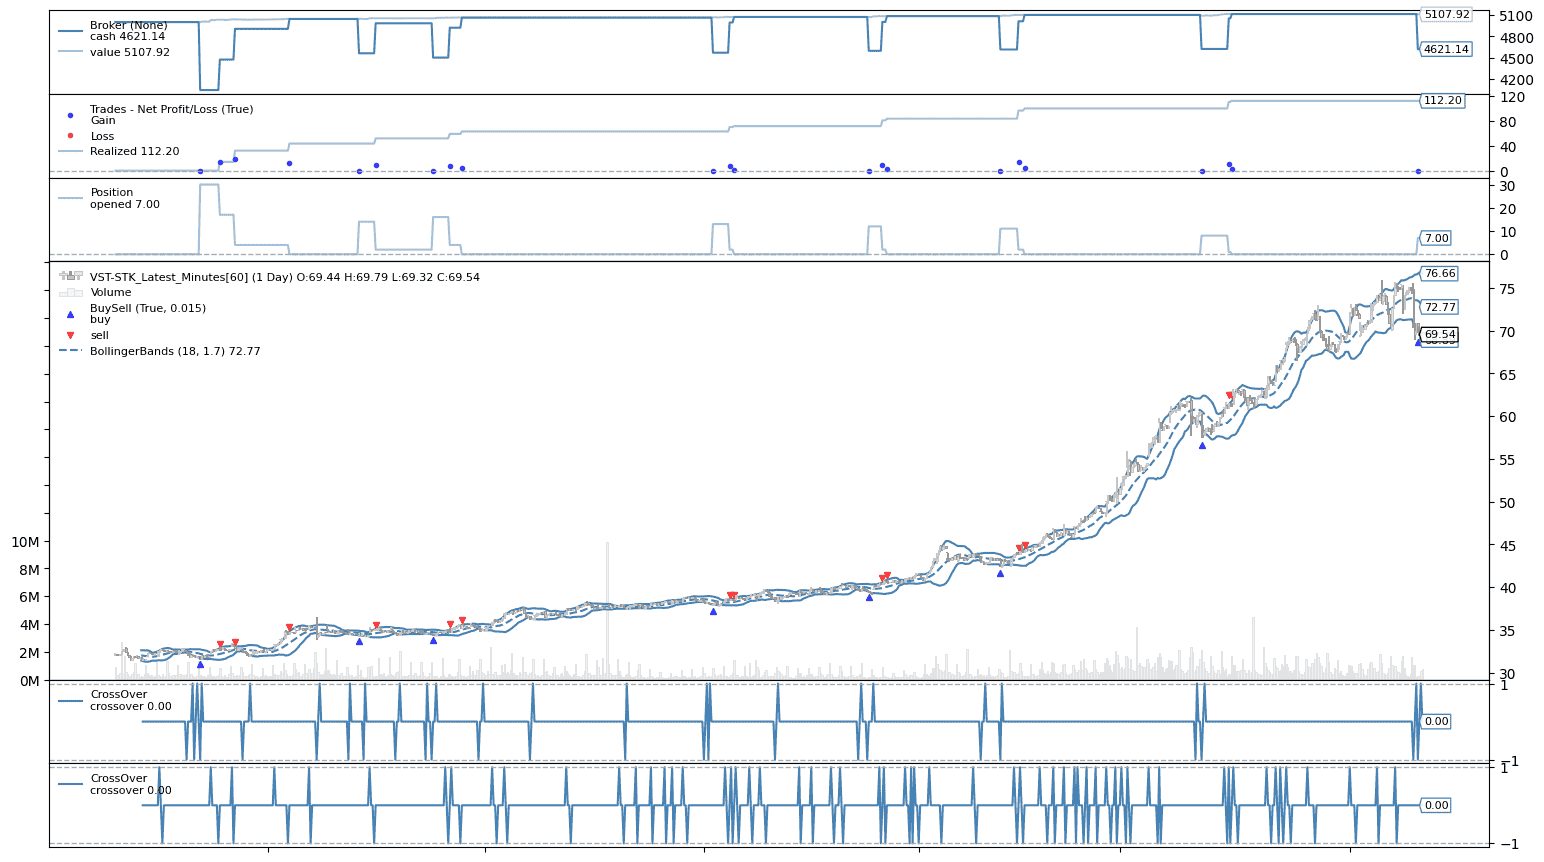 Broker (None)
cash 4621.14
value 5107.92
5107.92
4621.14
5100
4800
4500
4200
Trades - Net Profit/Loss (True)
Gain
Loss
Realized 112.20
112.20
120
80
40
0
Position
opened 7.00
7.00
30
20
10
0
VST-STK_Latest_Minutes[60] (1 Day) O:69.44 H:69.79 L:69.32 C:69.54
Volume
BuySell (True, 0.015)
buy
sell
BollingerBands (18, 1.7) 72.77
76.66
72.77
69.54
75
70
65
60
55
50
45
40
35
30
10M
8M
6M
4M
2M
0M
CrossOver
crossover 0.00
0.00
1
−1
CrossOver
crossover 0.00
0.00
1
−1